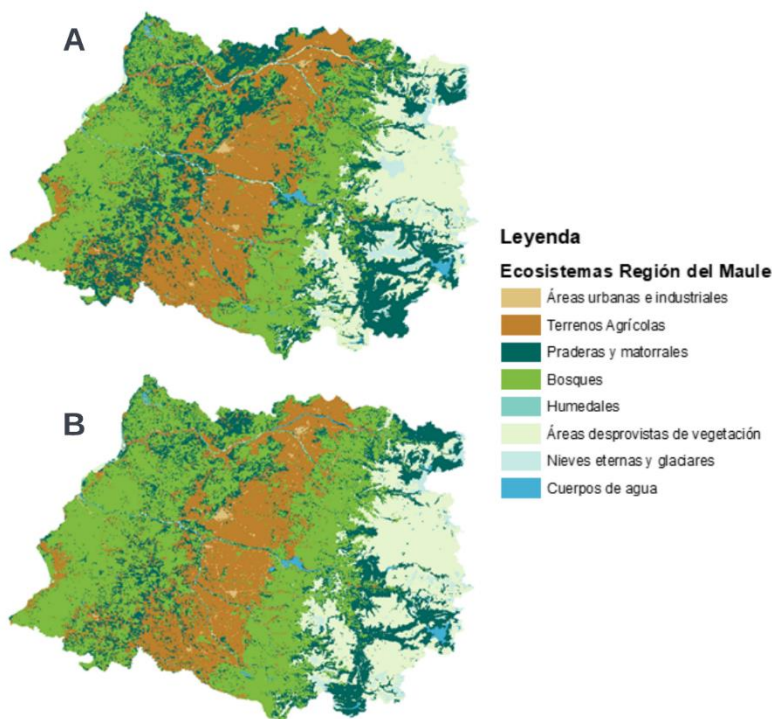 A
B
Leyenda
Ecosistemas Región del Maule
Áreas urbanas e industriales
Terrenos Agrícolas
Praderas y matorrales
Bosques
Humedales
Áreas desprovistas de vegetación
Nieves eternas y glaciares
Cuerpos de agua